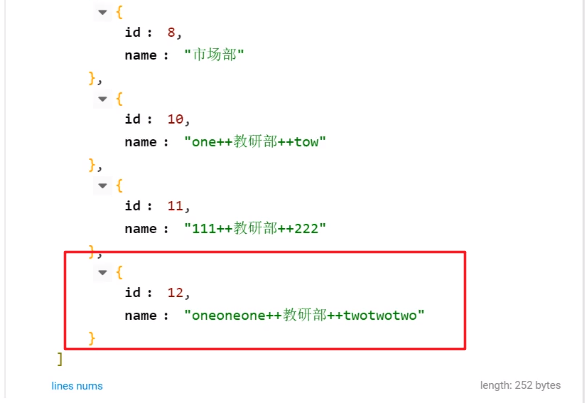 {
id : 8,
name : "市场部"
},
{
id : 10,
name : "one++教研部++tow"
},
{
id : 11,
name : "111++教研部++222"
},
{
id : 12,
name : "oneoneone++教研部++twotwotwo"
}
]
lines nums length: 252 bytes